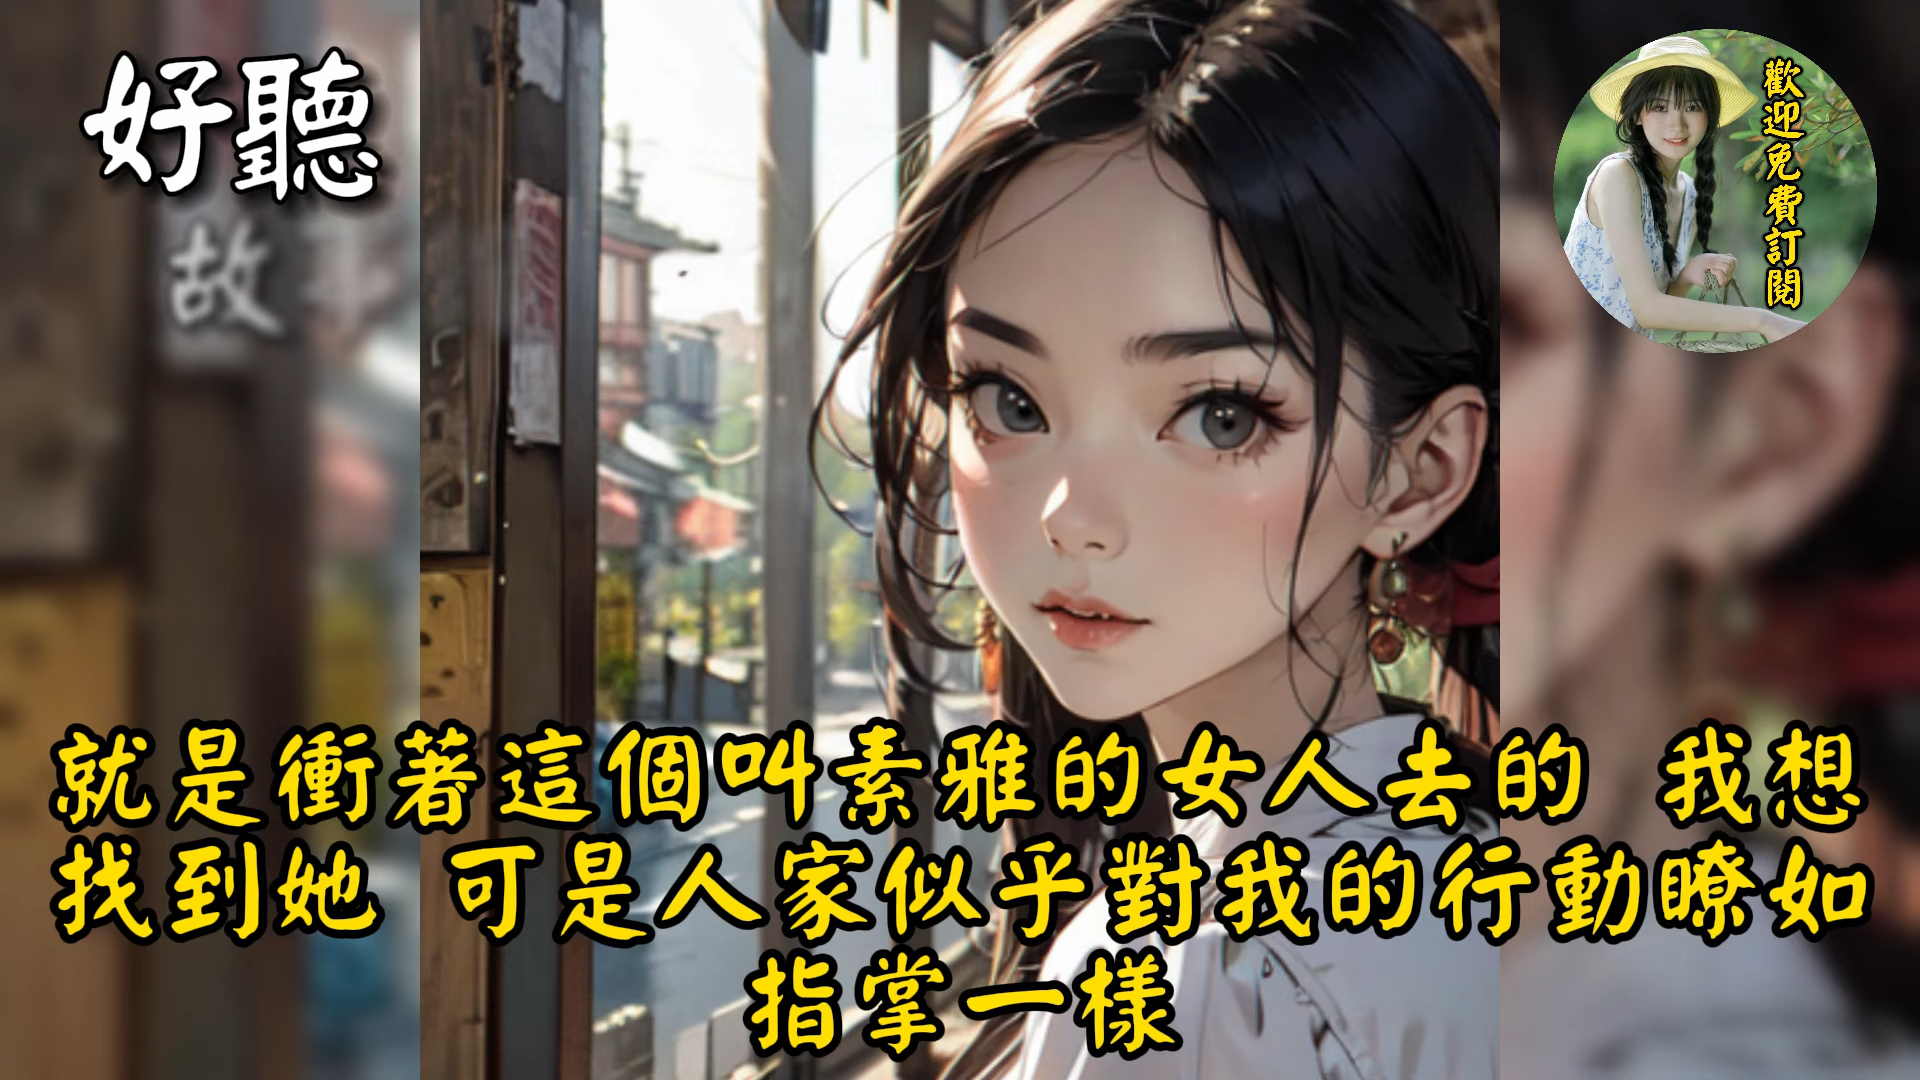 好聽
故事
歡迎免費訂閱
就是衝著這個叫素雅的女人去的 我想
找到她 可是人家似乎對我的行動瞭如
指掌一樣